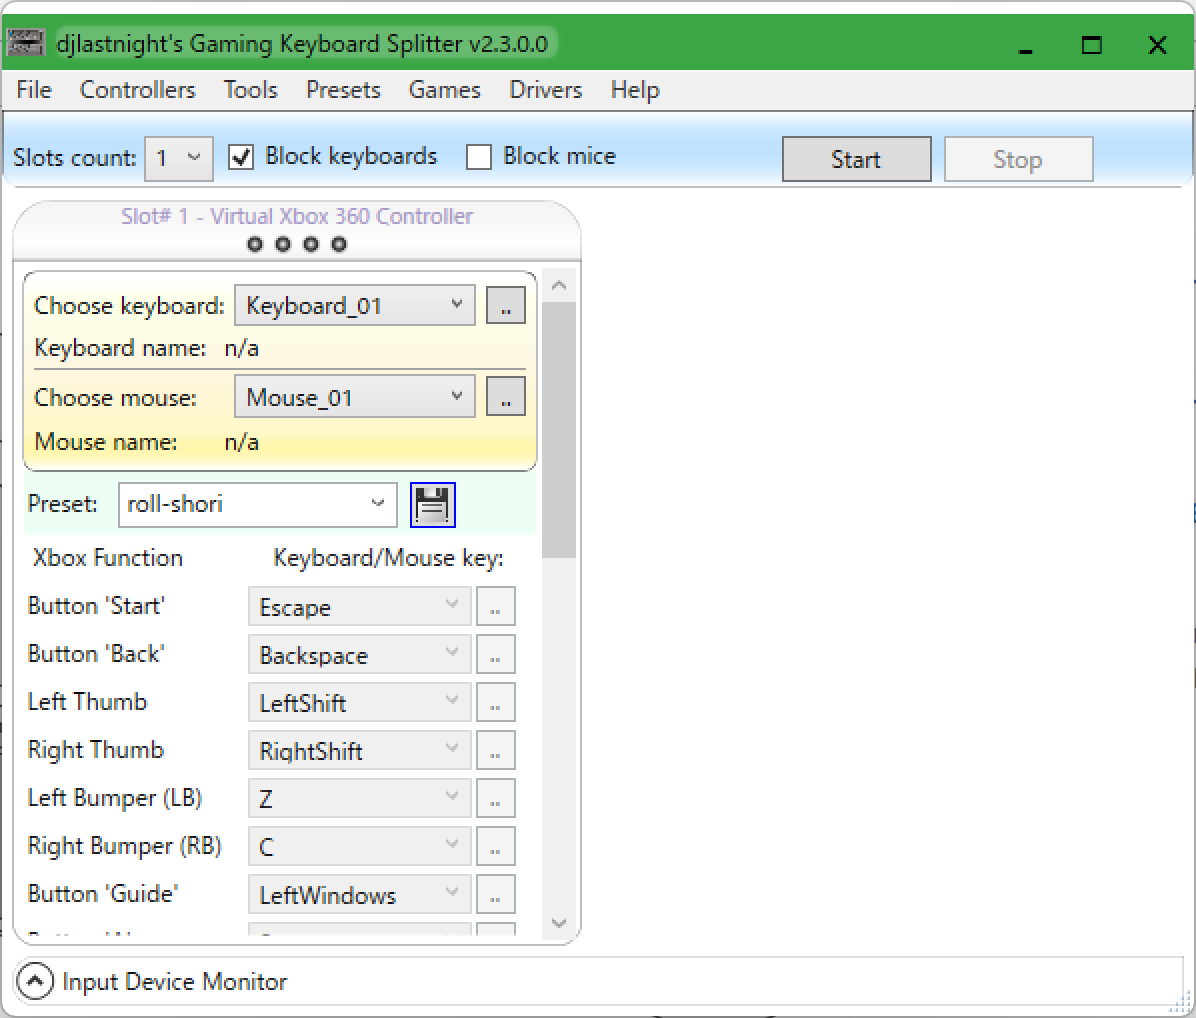 djlastnight's Gaming Keyboard Splitter v2.3.0.0
File Controllers Tools Presets Games Drivers Help
Slots count: 1 Block keyboards Block mice Start Stop
Slot# 1 - Virtual Xbox 360 Controller
Choose keyboard: Keyboard_01 ..
Keyboard name: n/a
Choose mouse: Mouse_01 ..
Mouse name: n/a
Preset: roll-shori
Xbox Function Keyboard/Mouse key:
Button 'Start' Escape ..
Button 'Back' Backspace ..
Left Thumb LeftShift ..
Right Thumb RightShift ..
Left Bumper (LB) Z ..
Right Bumper (RB) C ..
Button 'Guide' LeftWindows ..
Input Device Monitor